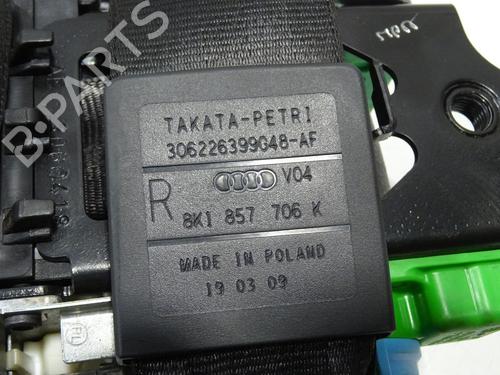 B-PARTS
TAKATA-PETRI
306226399G48-AF
R V04
8K1 857 706 K
MADE IN POLAND
19 03 09